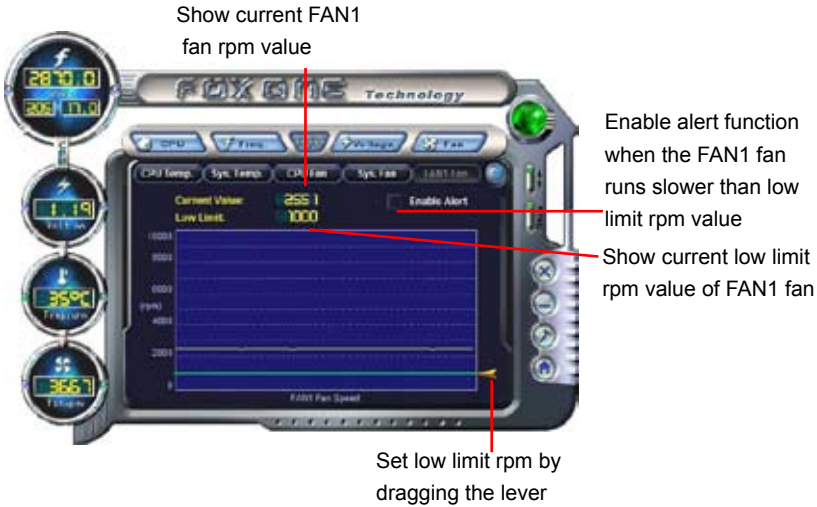 Show current FAN1
fan rpm value
2870.0
205 17.0
FOX ONE Technology
CPU Freq. Voltage Fan
CPU Temp. Sys. Temp. CPU Fan Sys. Fan FAN1 Fan
Current Value: 2551 Enable Alert
Low Limit: 1000
10000
8000
6000
(rpm)
4000
2000
0
FAN1 Fan Speed
1.19
35°C
3667
Enable alert function
when the FAN1 fan
runs slower than low
limit rpm value
Show current low limit
rpm value of FAN1 fan
Set low limit rpm by
dragging the lever